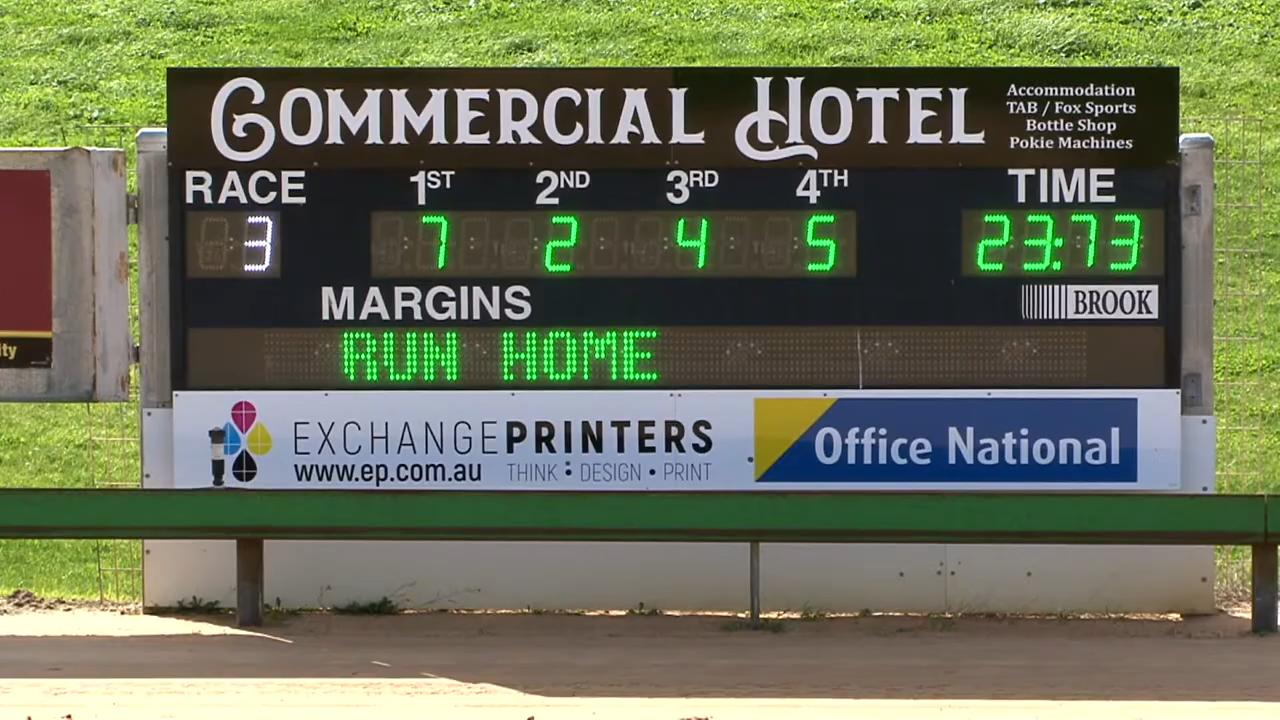 COMMERCIAL HOTEL
Accommodation
TAB / Fox Sports
Bottle Shop
Pokie Machines
RACE 1ST 2ND 3RD 4TH TIME
3 7 2 4 5 23:73
MARGINS
BROOK
RUN HOME
ity
EXCHANGEPRINTERS
www.ep.com.au THINK • DESIGN • PRINT
Office National